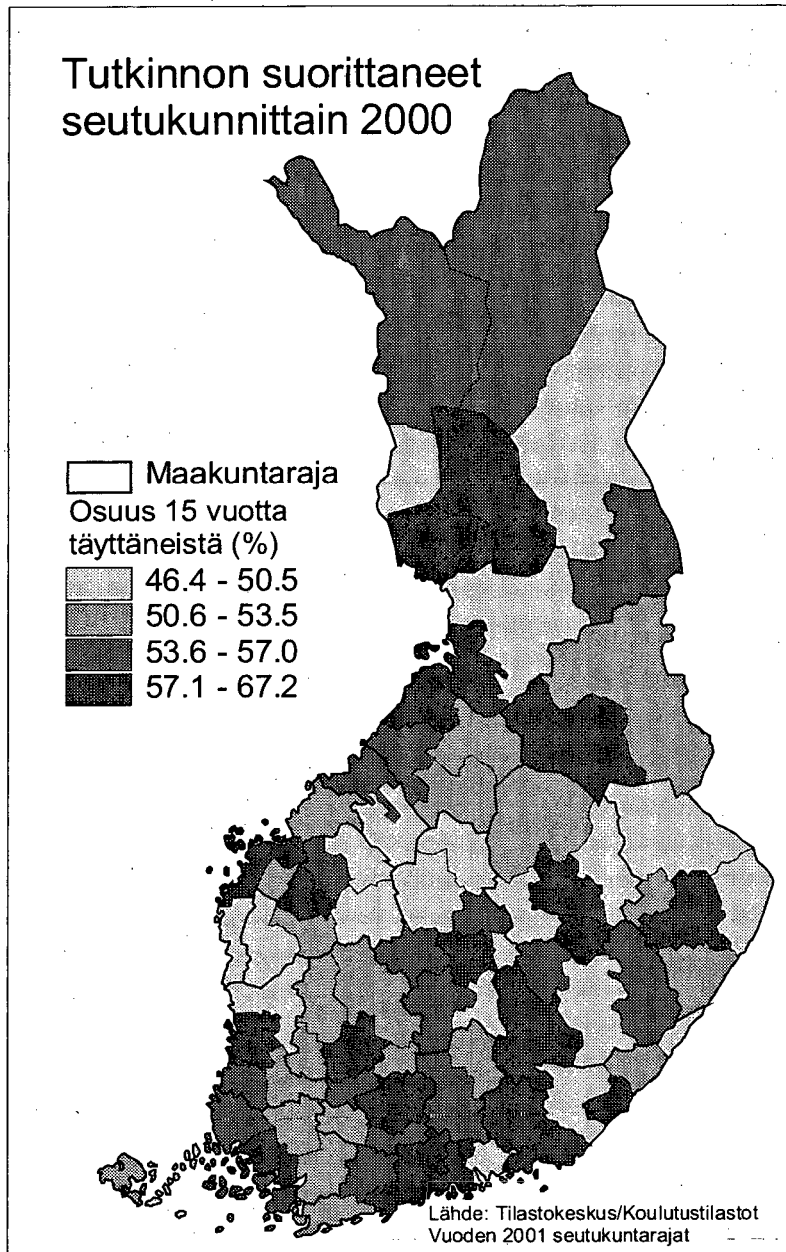 Tutkinnon suorittaneet
seutukunnittain 2000
Maakuntaraja
Osuus 15 vuotta
täyttäneistä (%)
46.4 - 50.5
50.6 - 53.5
53.6 - 57.0
57.1 - 67.2
Lähde: Tilastokeskus/Koulutustilastot
Vuoden 2001 seutukuntarajat